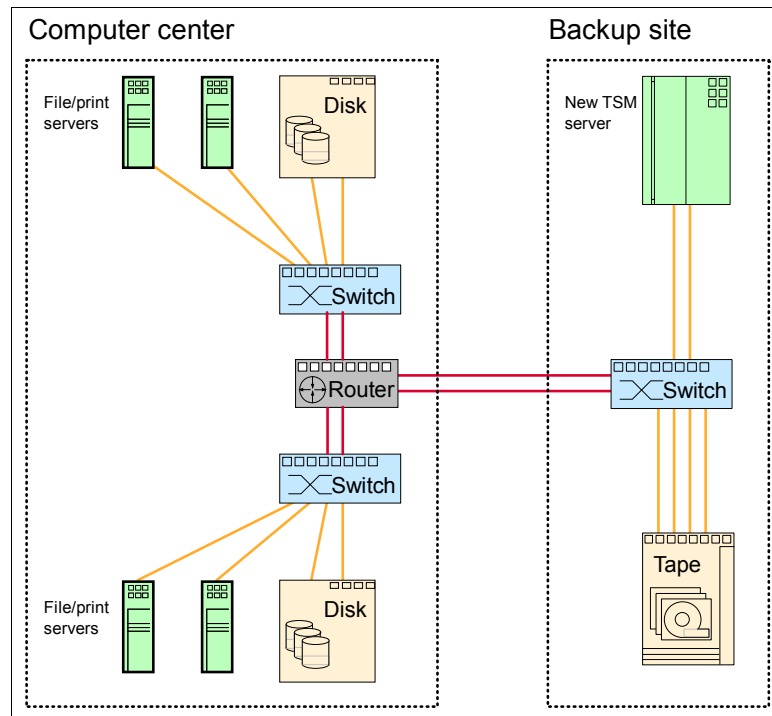 Computer center
Backup site
File/print
servers
Disk
New TSM
server
Switch
Router
Switch
Switch
File/print
servers
Disk
Tape